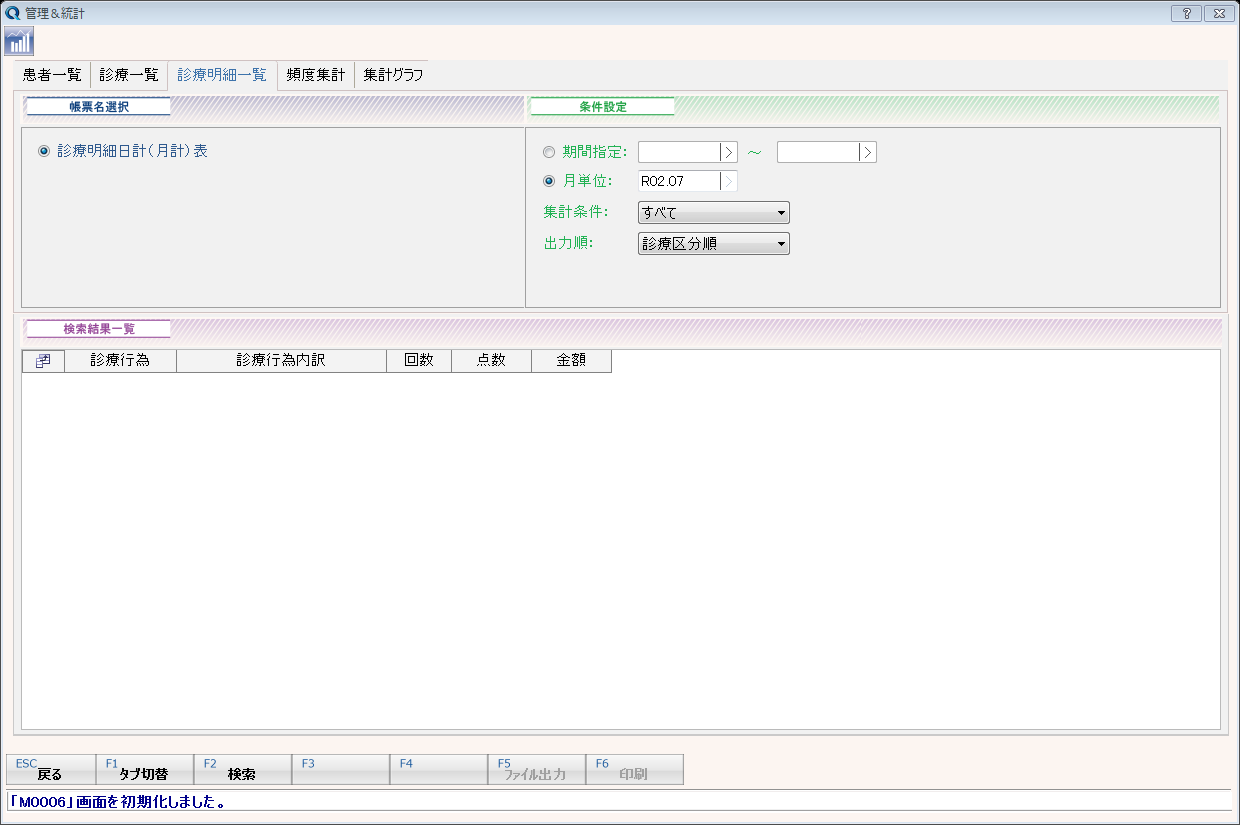 管理＆統計
患者一覧 診療一覧 診療明細一覧 頻度集計 集計グラフ
帳票名選択 条件設定
診療明細日計(月計)表
期間指定: ～
月単位: R02.07
集計条件: すべて
出力順: 診療区分順
検索結果一覧
診療行為 診療行為内訳 回数 点数 金額
ESC 戻る F1 タブ切替 F2 検索 F3 F4 F5 ファイル出力 F6 印刷
「M0006」画面を初期化しました。